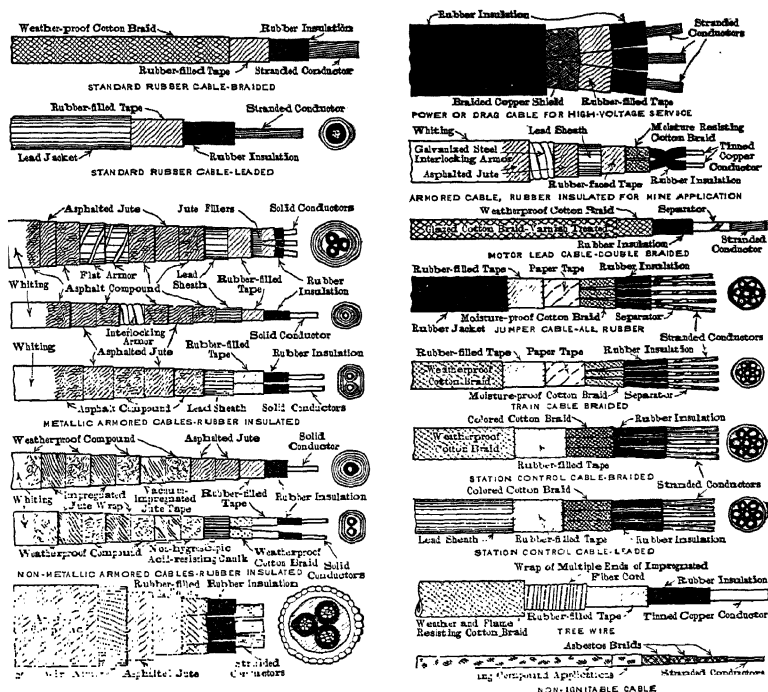 Weather-proof Cotton Braid
Rubber Insulation
Rubber-filled Tape
Stranded Conductor
STANDARD RUBBER CABLE-BRAIDED
Rubber-filled Tape
Stranded Conductor
Lead Jacket
Rubber Insulation
STANDARD RUBBER CABLE-LEADED
Asphalted Jute
Jute Fillers
Solid Conductors
Whiting
Flat Armor
Asphalt Compound
Lead Sheath
Rubber-filled Tape
Rubber Insulation
Interlocking Armor
Solid Conductor
Asphalted Jute
Rubber-filled Tape
Rubber Insulation
Whiting
Asphalt Compound
Lead Sheath
Solid Conductors
METALLIC ARMORED CABLES-RUBBER INSULATED
Weatherproof Compound
Asphalted Jute
Solid Conductor
Whiting
Impregnated Jute Wrap
Vacuum-Impregnated Jute Tape
Rubber-filled Tape
Rubber Insulation
Weatherproof Compound
Non-hygroscopic Acid-resisting Caulk
Weatherproof Cotton Braid
Solid Conductors
NON-METALLIC ARMORED CABLES-RUBBER INSULATED
Rubber-filled
Rubber Insulation
Asphalted Jute
Stranded Conductors
Rubber Insulation
Stranded Conductors
Braided Copper Shield
Rubber-filled Tape
POWER OR DRAG CABLE FOR HIGH-VOLTAGE SERVICE
Whiting
Lead Sheath
Moisture Resisting Cotton Braid
Galvanized Steel Interlocking Armor
Tinned Copper Conductor
Asphalted Jute
Rubber-faced Tape
Rubber Insulation
ARMORED CABLE, RUBBER INSULATED FOR MINE APPLICATION
Weatherproof Cotton Braid
Separator
Glazed Cotton Braid-Varnish Treated
Rubber Insulation
Stranded Conductor
MOTOR LEAD CABLE-DOUBLE BRAIDED
Rubber-filled Tape
Paper Tape
Rubber Insulation
Moisture-proof Cotton Braid
Separator
Rubber Jacket
JUMPER CABLE-ALL RUBBER
Stranded Conductors
Rubber-filled Tape
Paper Tape
Rubber Insulation
Weatherproof Cotton Braid
Moisture-proof Cotton Braid
Separator
TRAIN CABLE BRAIDED
Colored Cotton Braid
Rubber Insulation
Weatherproof Cotton Braid
Rubber-filled Tape
STATION CONTROL CABLE-BRAIDED
Colored Cotton Braid
Stranded Conductors
Lead Sheath
Rubber-filled Tape
Rubber Insulation
STATION CONTROL CABLE-LEADED
Wrap of Multiple Ends of Impregnated Fiber Cord
Rubber Insulation
Weather and Flame Resisting Cotton Braid
Rubber-filled Tape
Tinned Copper Conductor
TREE WIRE
Asbestos Braids
Compound Applications
Stranded Conductors
NON-IGNITABLE CABLE